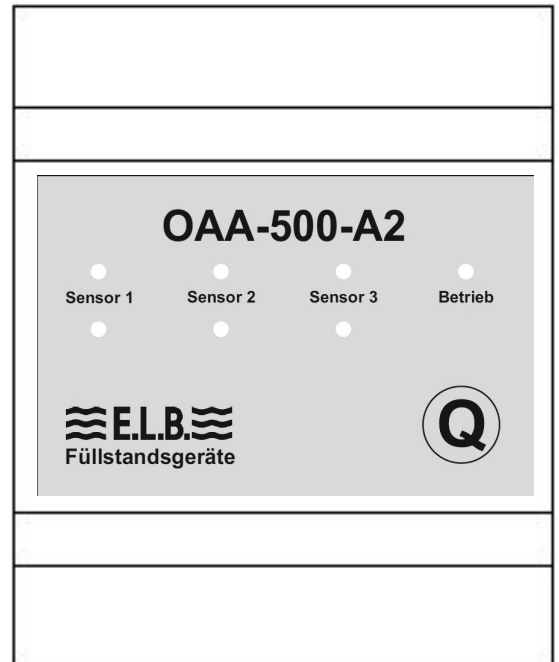 OAA-500-A2
Sensor 1 Sensor 2 Sensor 3 Betrieb
E.L.B.
Füllstandsgeräte
Q